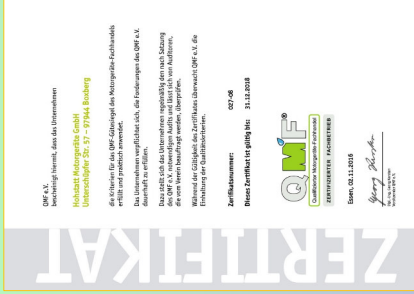 ZERTIFIKAT
QMF e.V.
bescheinigt hiermit, dass das Unternehmen
Hohstatt Motorgeräte GmbH
Unterschüpfer Str. 57 – 97944 Boxberg
die Kriterien für das QMF-Gütesiegel des Motorgeräte-Fachhandels
erfüllt und praktisch anwendet.
Das Unternehmen verpflichtet sich, die Forderungen des QMF e.V.
dauerhaft zu erfüllen.
Dazu stellt sich das Unternehmen regelmäßig den nach Satzung
des QMF e.V. notwendigen Audits und lässt sich von Auditoren,
die vom Verein beauftragt werden, überprüfen.
Während der Gültigkeit des Zertifikates überwacht QMF e.V. die
Einhaltung der Qualitätskriterien.
Zertifikatsnummer: 027-08
Dieses Zertifikat ist gültig bis: 31.12.2018
QMF®
Qualifizierter Motorgeräte-Fachhandel
ZERTIFIZIERTER FACHBETRIEB
Essen, 02.11.2016